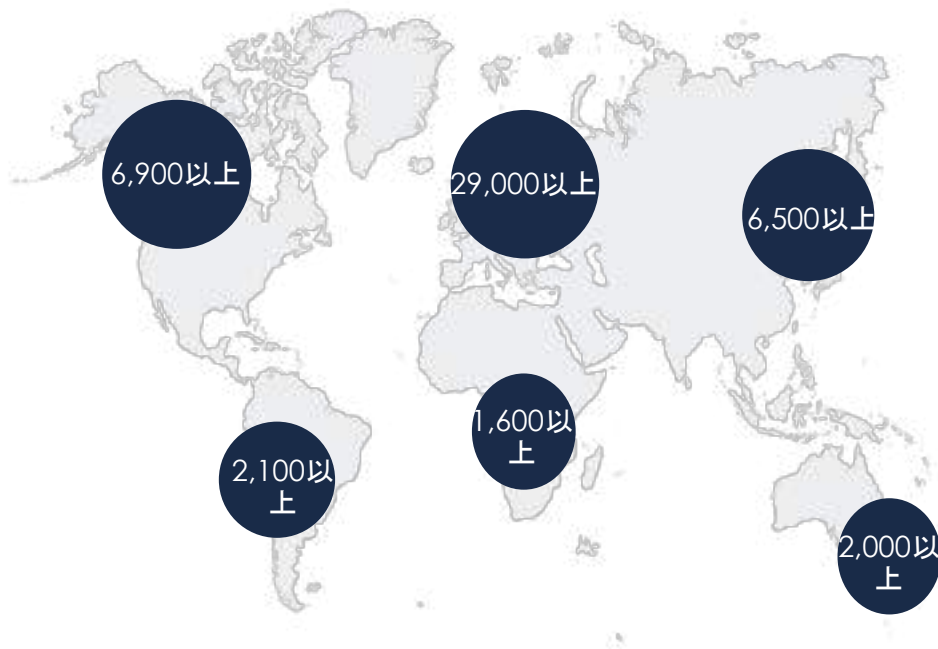 6,900以上
29,000以上
6,500以上
1,600以
上
2,100以
上
2,000以
上